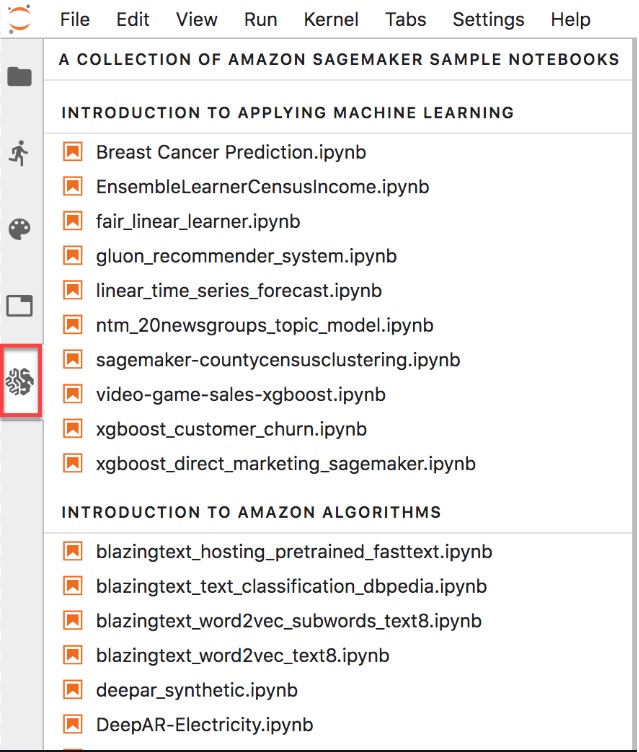 File Edit View Run Kernel Tabs Settings Help
A COLLECTION OF AMAZON SAGEMAKER SAMPLE NOTEBOOKS
INTRODUCTION TO APPLYING MACHINE LEARNING
Breast Cancer Prediction.ipynb
EnsembleLearnerCensusIncome.ipynb
fair_linear_learner.ipynb
gluon_recommender_system.ipynb
linear_time_series_forecast.ipynb
ntm_20newsgroups_topic_model.ipynb
sagemaker-countycensusclustering.ipynb
video-game-sales-xgboost.ipynb
xgboost_customer_churn.ipynb
xgboost_direct_marketing_sagemaker.ipynb
INTRODUCTION TO AMAZON ALGORITHMS
blazingtext_hosting_pretrained_fasttext.ipynb
blazingtext_text_classification_dbpedia.ipynb
blazingtext_word2vec_subwords_text8.ipynb
blazingtext_word2vec_text8.ipynb
deepar_synthetic.ipynb
DeepAR-Electricity.ipynb